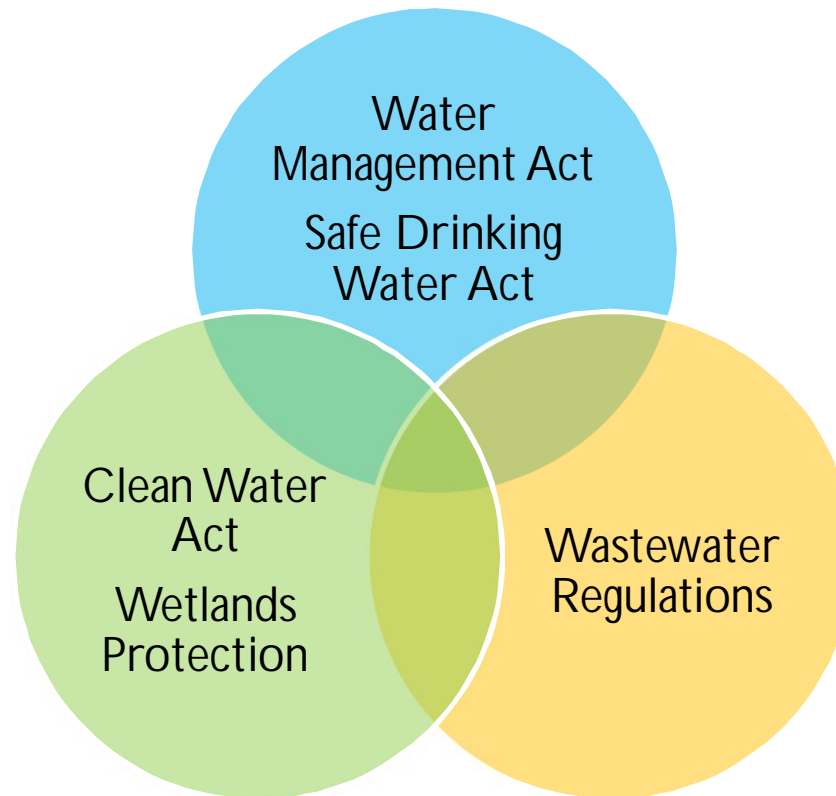 Water
Management Act
Safe Drinking
Water Act
Clean Water
Act
Wetlands
Protection
Wastewater
Regulations